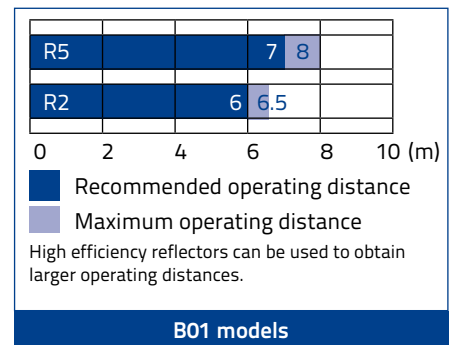 R5 7 8
R2 6 6.5
0 2 4 6 8 10 (m)
Recommended operating distance
Maximum operating distance
High efficiency reflectors can be used to obtain
larger operating distances.
B01 models